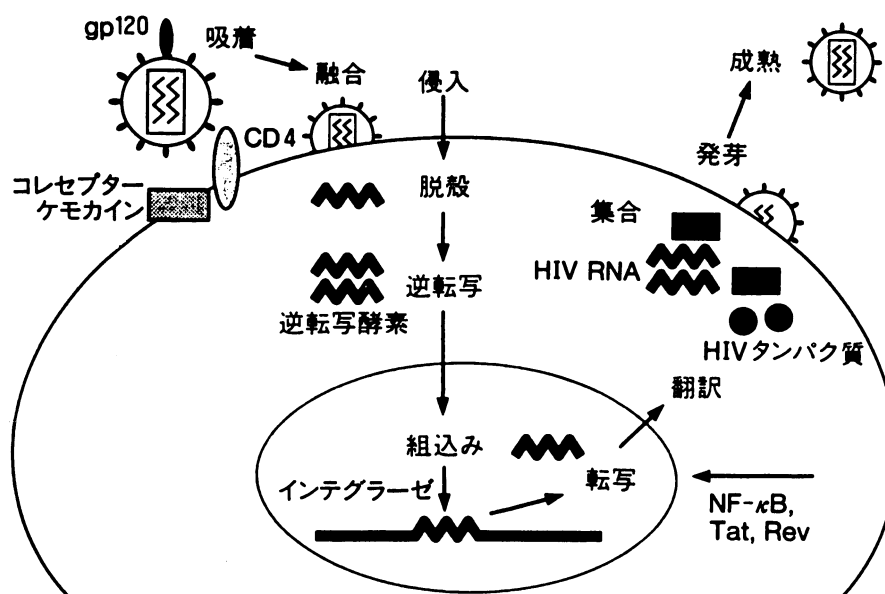 gp120
吸着
融合
侵入
CD4
コレセプター
ケモカイン
脱殻
逆転写
逆転写酵素
組込み
インテグラーゼ
転写
翻訳
NF-κB,
Tat, Rev
HIVタンパク質
HIV RNA
集合
発芽
成熟